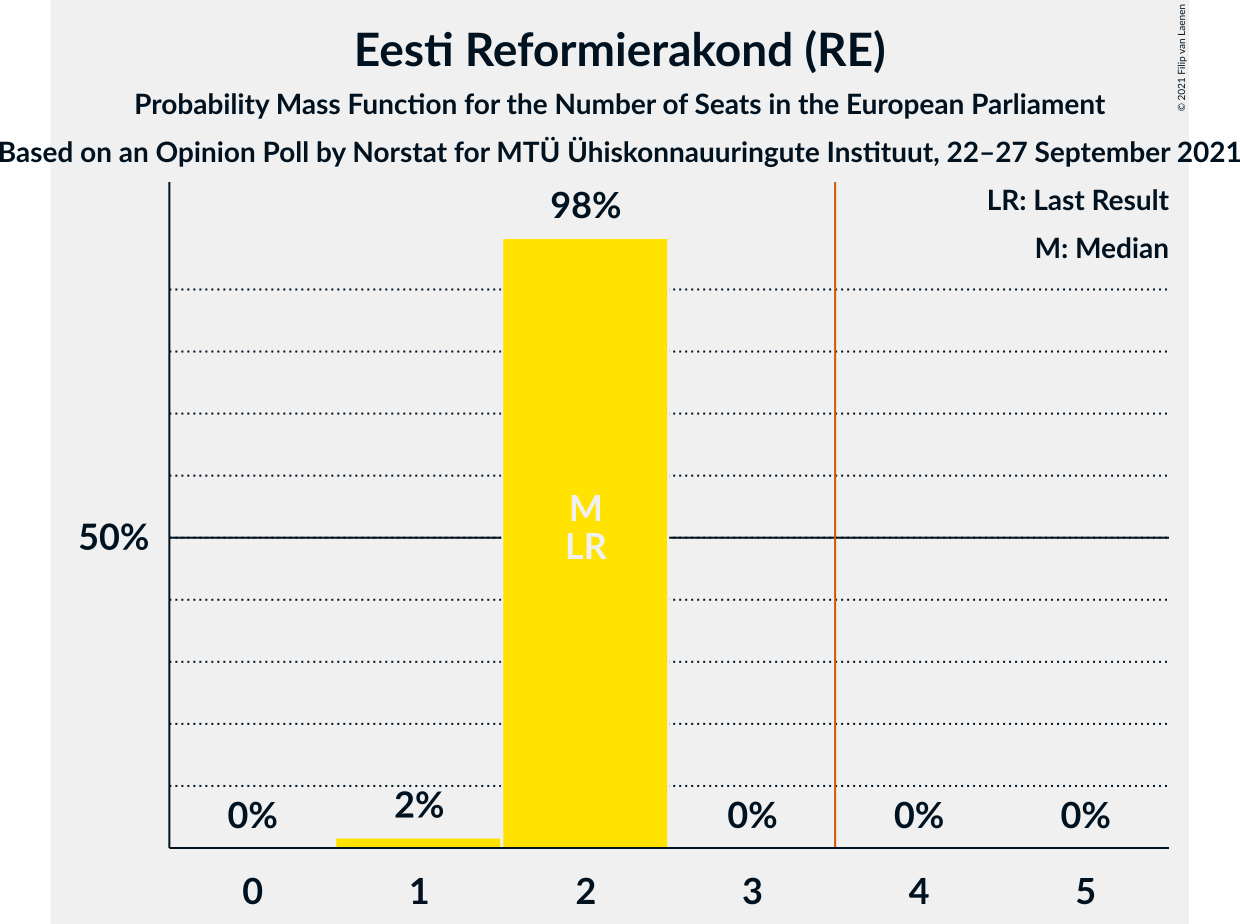 Eesti Reformierakond (RE)
Probability Mass Function for the Number of Seats in the European Parliament
Based on an Opinion Poll by Norstat for MTÜ Ühiskonnauuringute Instituut, 22–27 September 2021
© 2021 Filip van Laenen
LR: Last Result
M: Median
98%
M
LR
50%
0%
2%
0%
0%
0%
0
1
2
3
4
5